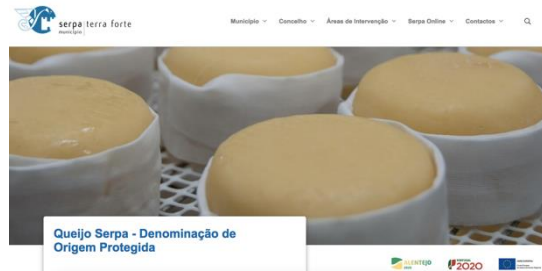 serpa terra forte
município
Município Concelho Áreas de Intervenção Serpa Online Contactos
Queijo Serpa - Denominação de
Origem Protegida
ALENTEJO
2020